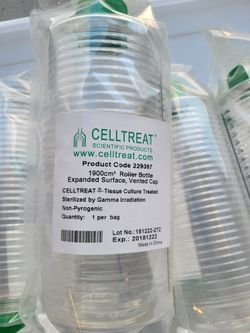 CELLTREAT®
SCIENTIFIC PRODUCTS
www.celltreat.com
Product Code 229387
1900cm² Roller Bottle
Expanded Surface, Vented Cap
CELLTREAT®, Tissue Culture Treated
Sterilized by Gamma Irradiation
Non-Pyrogenic
Quantity: 1 per bag
Lot No.:151222-272
Exp.: 20181222
Made in China